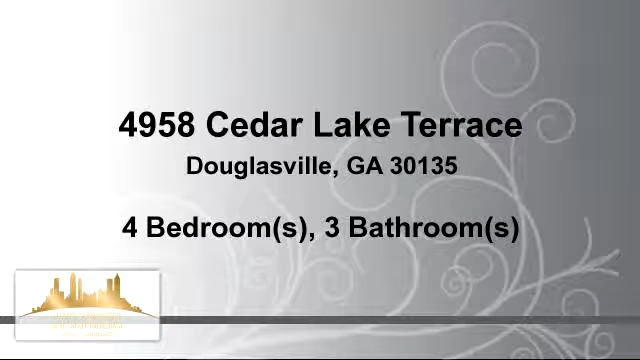 4958 Cedar Lake Terrace
Douglasville, GA 30135
4 Bedroom(s), 3 Bathroom(s)